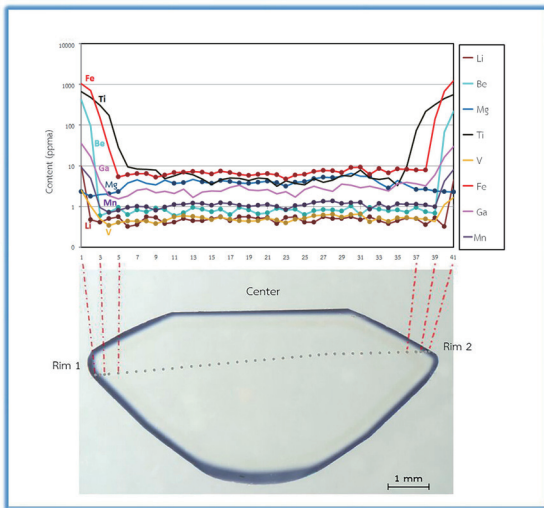 10000
1000
100
10
1
0
Content (ppma)
Fe
Ti
Be
Ga
Mg
Mn
Li
V
1 3 5 7 9 11 13 15 17 19 21 23 25 27 29 31 33 35 37 39 41
Li
Be
Mg
Ti
V
Fe
Ga
Mn
Center
Rim 1
Rim 2
1 mm